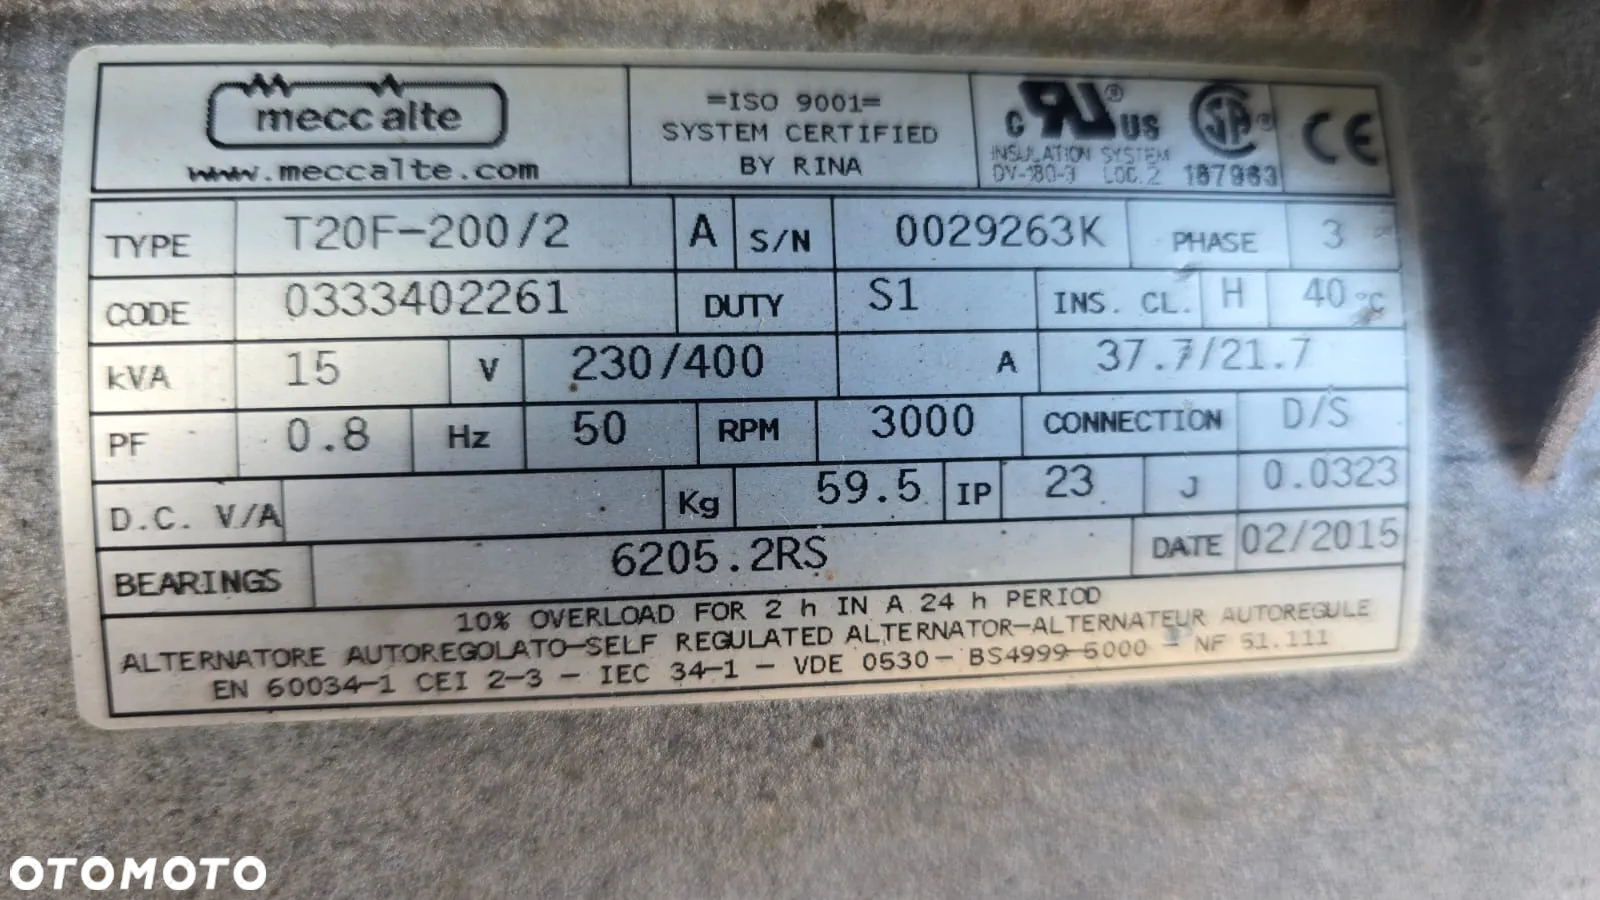 mecc alte
www.meccalte.com
=ISO 9001=
SYSTEM CERTIFIED
BY RINA
C UL® US
INSULATION SYSTEM
DV-180-3 LOC.2
SA®
187983
CE
TYPE T20F-200/2 A S/N 0029263K PHASE 3
CODE 0333402261 DUTY S1 INS. CL. H 40 °C
kVA 15 V 230/400 A 37.7/21.7
PF 0.8 Hz 50 RPM 3000 CONNECTION D/S
D.C. V/A Kg 59.5 IP 23 J 0.0323
BEARINGS 6205.2RS DATE 02/2015
10% OVERLOAD FOR 2 h IN A 24 h PERIOD
ALTERNATORE AUTOREGOLATO-SELF REGULATED ALTERNATOR-ALTERNATEUR AUTOREGULE
EN 60034-1 CEI 2-3 - IEC 34-1 - VDE 0530- BS4999-5000 - NF 51.111
OTOMOTO